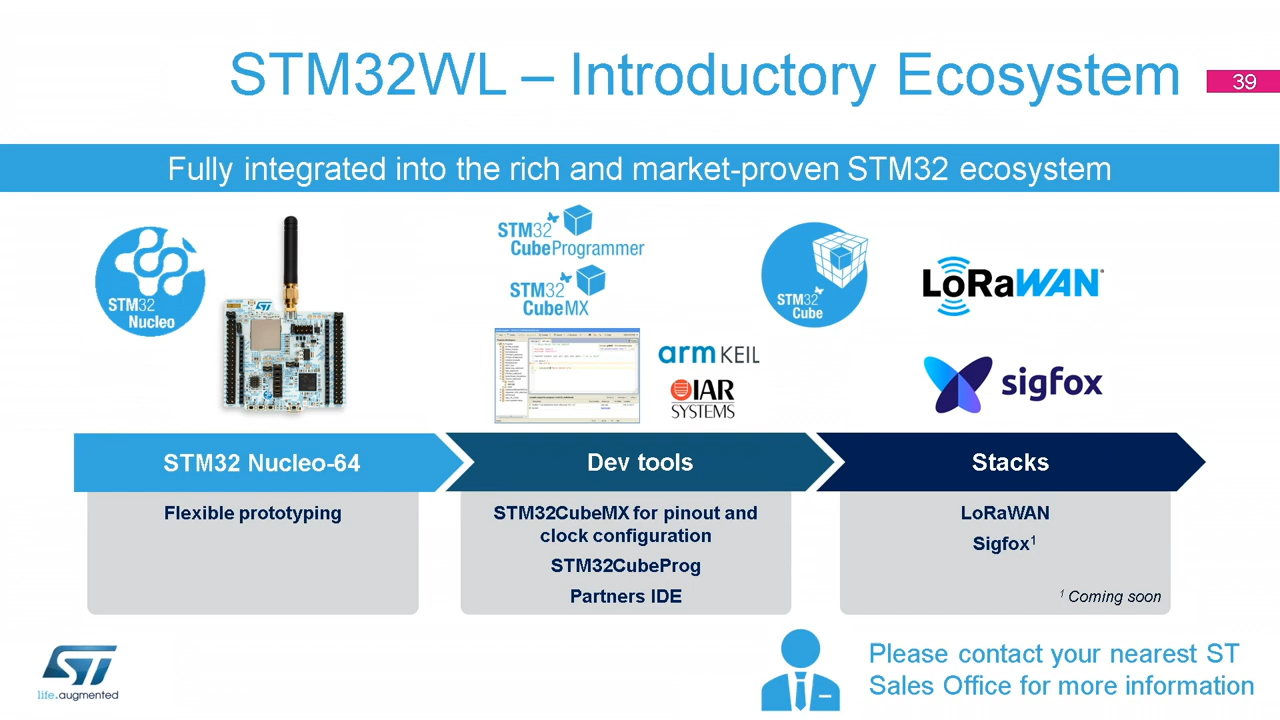 STM32WL – Introductory Ecosystem
39
Fully integrated into the rich and market-proven STM32 ecosystem
STM32
Nucleo
ST
STM32
CubeProgrammer
STM32
CubeMX
arm KEIL
IAR
SYSTEMS
STM32
Cube
LoRaWAN
sigfox
STM32 Nucleo-64
Dev tools
Stacks
Flexible prototyping
STM32CubeMX for pinout and
clock configuration
STM32CubeProg
Partners IDE
LoRaWAN
Sigfox¹
¹ Coming soon
ST
life.augmented
Please contact your nearest ST
Sales Office for more information